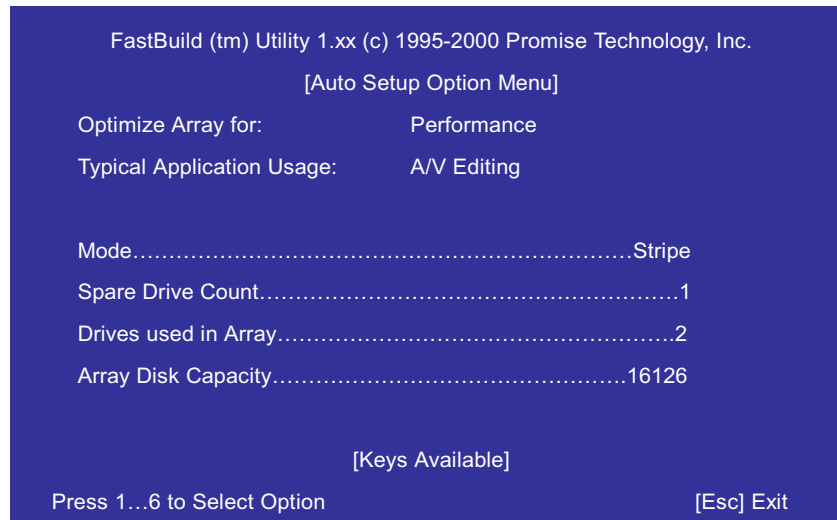 FastBuild (tm) Utility 1.xx (c) 1995-2000 Promise Technology, Inc.
[Auto Setup Option Menu]
Optimize Array for: Performance
Typical Application Usage: A/V Editing
Mode……………………………………………………………Stripe
Spare Drive Count………………………………………………….1
Drives used in Array……………………………………………….2
Array Disk Capacity………………………………………….16126
[Keys Available]
Press 1…6 to Select Option [Esc] Exit